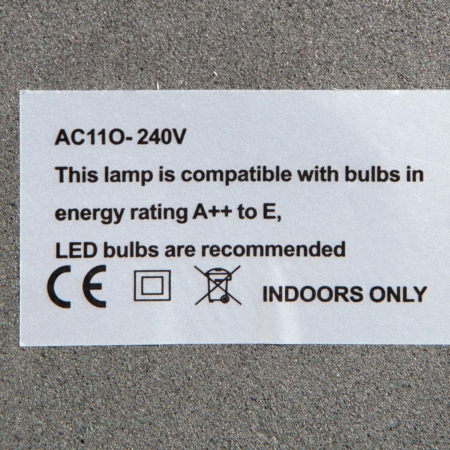 AC11O- 240V
This lamp is compatible with bulbs in
energy rating A++ to E,
LED bulbs are recommended
CE INDOORS ONLY